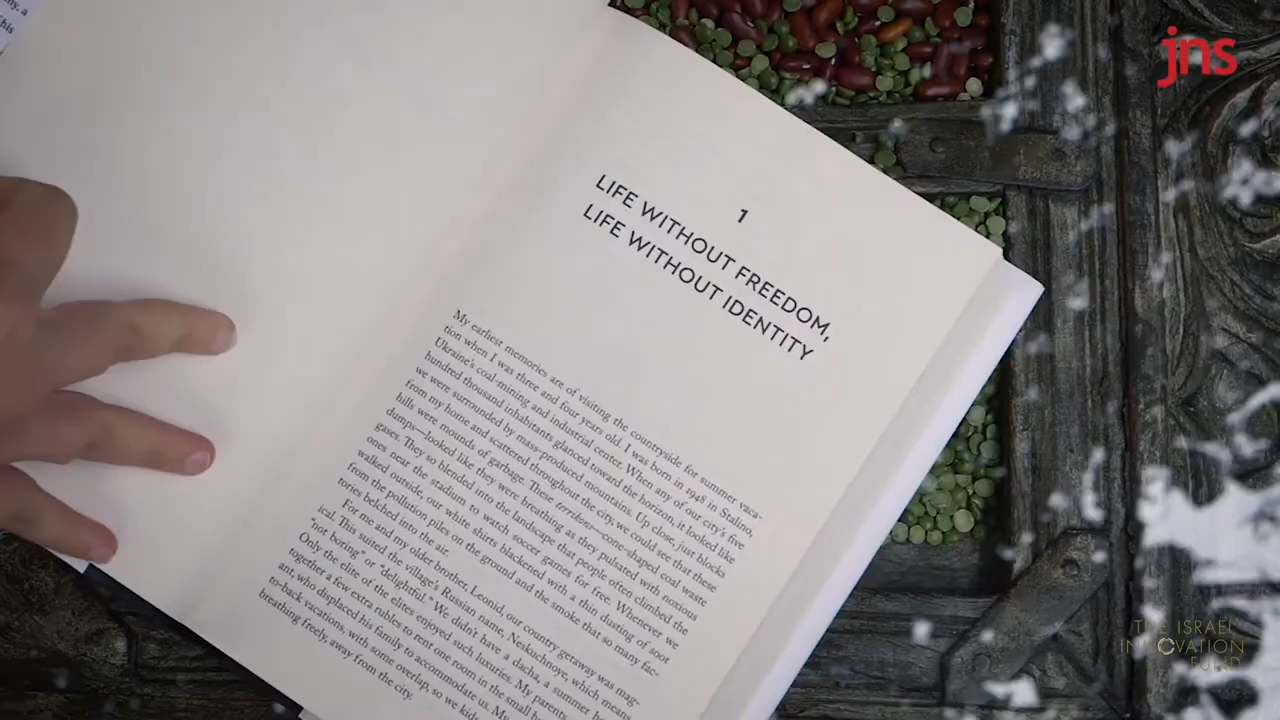 jns
1
LIFE WITHOUT FREEDOM,
LIFE WITHOUT IDENTITY
My earliest memories are of visiting the countryside for summer vaca-
tion when I was three and four years old. I was born in 1948 in Stalino,
Ukraine's coal-mining and industrial center. When any of our city's five
hundred thousand inhabitants glanced toward the horizon, it looked like
we were surrounded by mass-produced mountains. Up close, just blocks
from my home and scattered throughout the city, we could see that these
hills were mounds of garbage. These terrikons—cone-shaped coal waste
dumps—looked like they were breathing as they pulsated with noxious
gases. They so blended into the landscape that people often climbed the
ones near the stadium to watch soccer games for free. Whenever we
walked outside, our white shirts blackened with a thin dusting of soot
from the pollution piles on the ground and the smoke that so many fac-
tories belched into the air.
For me and my older brother, Leonid, our country getaway was mag-
ical. This suited the village's Russian name, Neskuchnoye, which means
"not boring" or "delightful." We didn't have a dacha, a summer
Only the elite of the elites enjoyed such luxuries. My parents
together a few extra rubles to rent one room in the small
ant, who displaced his family to accommodate us. My
to-back vacations, with some overlap, so we kids
breathing freely, away from the city.
THE ISRAEL
INNOVATION
FUND